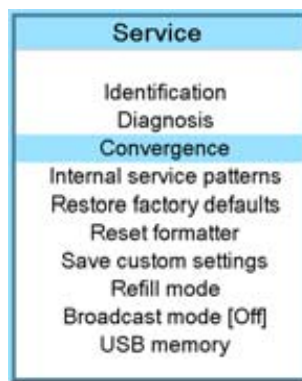 Service
Identification
Diagnosis
Convergence
Internal service patterns
Restore factory defaults
Reset formatter
Save custom settings
Refill mode
Broadcast mode [Off]
USB memory